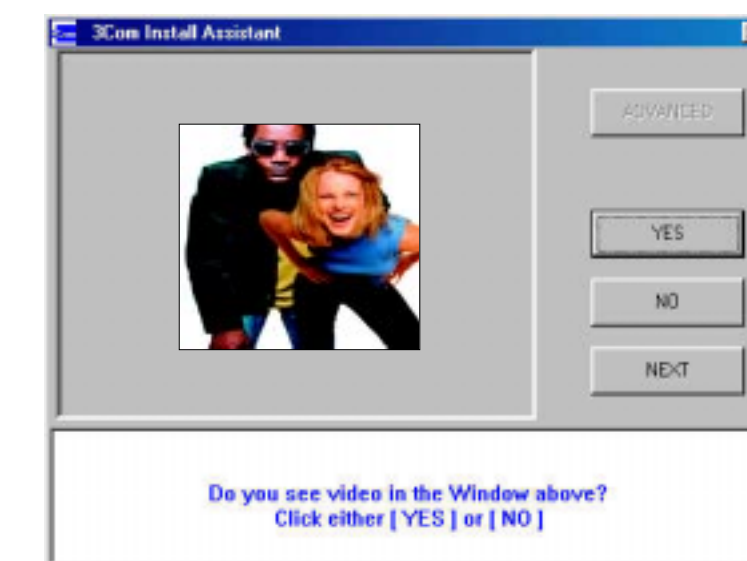 3Com Install Assistant
ADVANCED
YES
NO
NEXT
Do you see video in the Window above?
Click either [ YES ] or [ NO ]